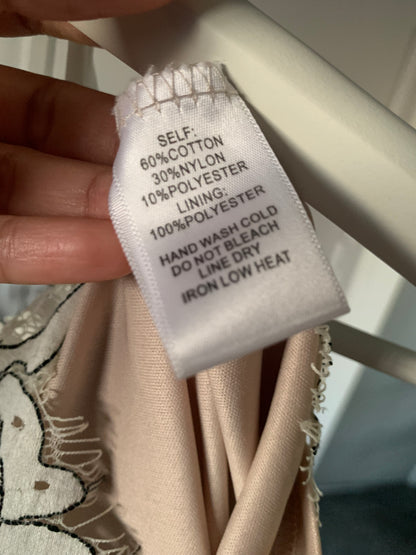 SELF:
60%COTTON
30%NYLON
10%POLYESTER
LINING:
100%POLYESTER
HAND WASH COLD
DO NOT BLEACH
LINE DRY
IRON LOW HEAT